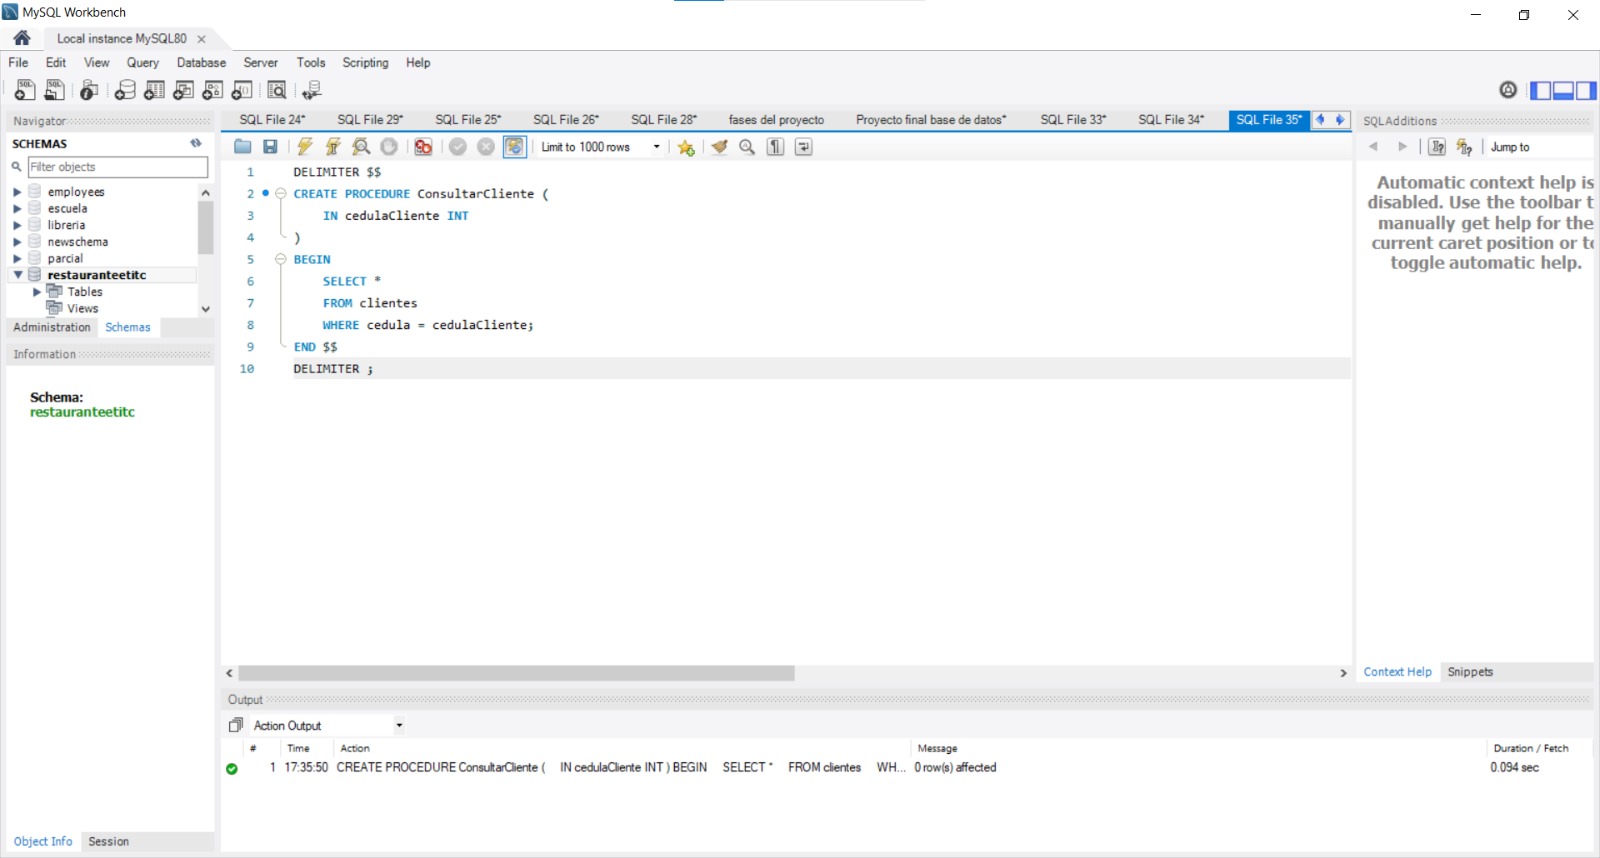 MySQL Workbench
Local instance MySQL80
File Edit View Query Database Server Tools Scripting Help
Navigator
SCHEMAS
Filter objects
employees
escuela
libreria
newschema
parcial
restauranteetitc
Tables
Views
Administration Schemas
Information
Schema:
restauranteetitc
Object Info Session
SQL File 24* SQL File 29* SQL File 25* SQL File 26* SQL File 28* fases del proyecto Proyecto final base de datos* SQL File 33* SQL File 34* SQL File 35*
Limit to 1000 rows
1 DELIMITER $$
2 CREATE PROCEDURE ConsultarCliente (
3 IN cedulaCliente INT
4 )
5 BEGIN
6 SELECT *
7 FROM clientes
8 WHERE cedula = cedulaCliente;
9 END $$
10 DELIMITER ;
SQLAdditions
Jump to
Automatic context help is
disabled. Use the toolbar t
manually get help for the
current caret position or to
toggle automatic help.
Context Help Snippets
Output
Action Output
# Time Action Message Duration / Fetch
1 17:35:50 CREATE PROCEDURE ConsultarCliente ( IN cedulaCliente INT ) BEGIN SELECT * FROM clientes WH... 0 row(s) affected 0.094 sec